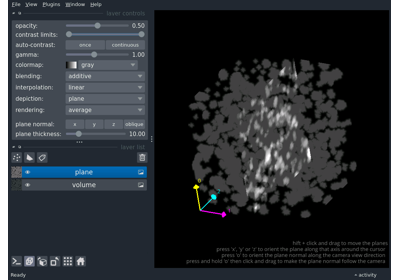 File View Plugins Window Help
layer controls
opacity: 0.50
contrast limits:
auto-contrast: once continuous
gamma: 1.00
colormap: gray
blending: additive
interpolation: linear
depiction: plane
rendering: average
plane normal: x y z oblique
plane thickness: 10.00
layer list
plane
volume
shift + click and drag to move the planes
press 'x', 'y' or 'z' to orient the plane along that axis around the cursor
press 'o' to orient the plane normal along the camera view direction
press and hold 'o' then click and drag to make the plane normal follow the camera
Ready
activity